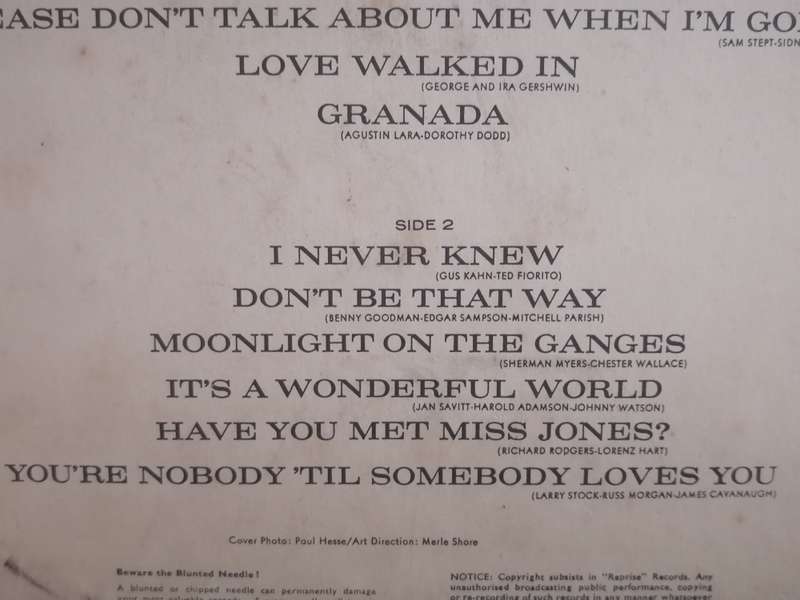 EASE DON'T TALK ABOUT ME WHEN I'M GO
(SAM STEPT-SIDN
LOVE WALKED IN
(GEORGE AND IRA GERSHWIN)
GRANADA
(AGUSTIN LARA-DOROTHY DODD)
SIDE 2
I NEVER KNEW
(GUS KAHN-TED FIORITO)
DON'T BE THAT WAY
(BENNY GOODMAN-EDGAR SAMPSON-MITCHELL PARISH)
MOONLIGHT ON THE GANGES
(SHERMAN MYERS-CHESTER WALLACE)
IT'S A WONDERFUL WORLD
(JAN SAVITT-HAROLD ADAMSON-JOHNNY WATSON)
HAVE YOU MET MISS JONES?
(RICHARD RODGERS-LORENZ HART)
YOU'RE NOBODY 'TIL SOMEBODY LOVES YOU
(LARRY STOCK-RUSS MORGAN-JAMES CAVANAUGH)
Cover Photo: Paul Hesse/Art Direction: Merle Shore
Beware the Blunted Needle!
A blunted or chipped needle can permanently damage
NOTICE: Copyright subsists in "Reprise" Records. Any
unauthorised broadcasting public performance, copying
or re-recording of such records in any manner whatsoever